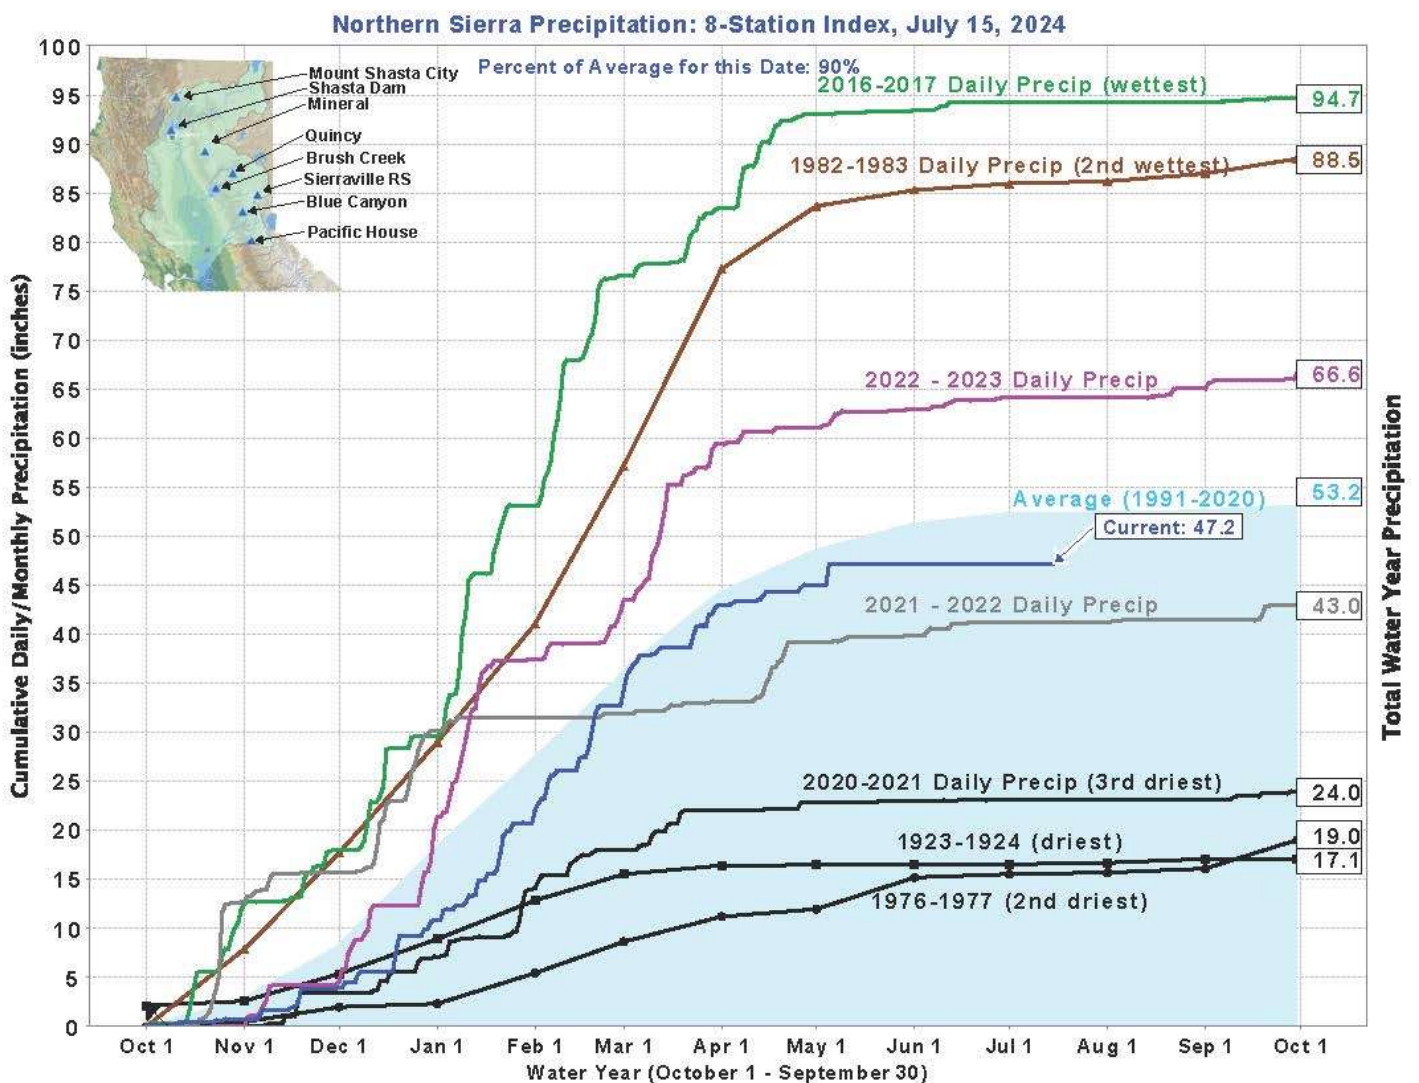 Northern Sierra Precipitation: 8-Station Index, July 15, 2024
Percent of Average for this Date: 90%
Mount Shasta City
Shasta Dam
Mineral
Quincy
Brush Creek
Sierraville RS
Blue Canyon
Pacific House
2016-2017 Daily Precip (wettest)
94.7
1982-1983 Daily Precip (2nd wettest)
88.5
2022 - 2023 Daily Precip
66.6
Average (1991-2020)
53.2
Current: 47.2
2021 - 2022 Daily Precip
43.0
2020-2021 Daily Precip (3rd driest)
24.0
1923-1924 (driest)
19.0
17.1
1976-1977 (2nd driest)
Cumulative Daily/Monthly Precipitation (inches)
100
95
90
85
80
75
70
65
60
55
50
45
40
35
30
25
20
15
10
5
0
Total Water Year Precipitation
Oct 1 Nov 1 Dec 1 Jan 1 Feb 1 Mar 1 Apr 1 May 1 Jun 1 Jul 1 Aug 1 Sep 1 Oct 1
Water Year (October 1 - September 30)